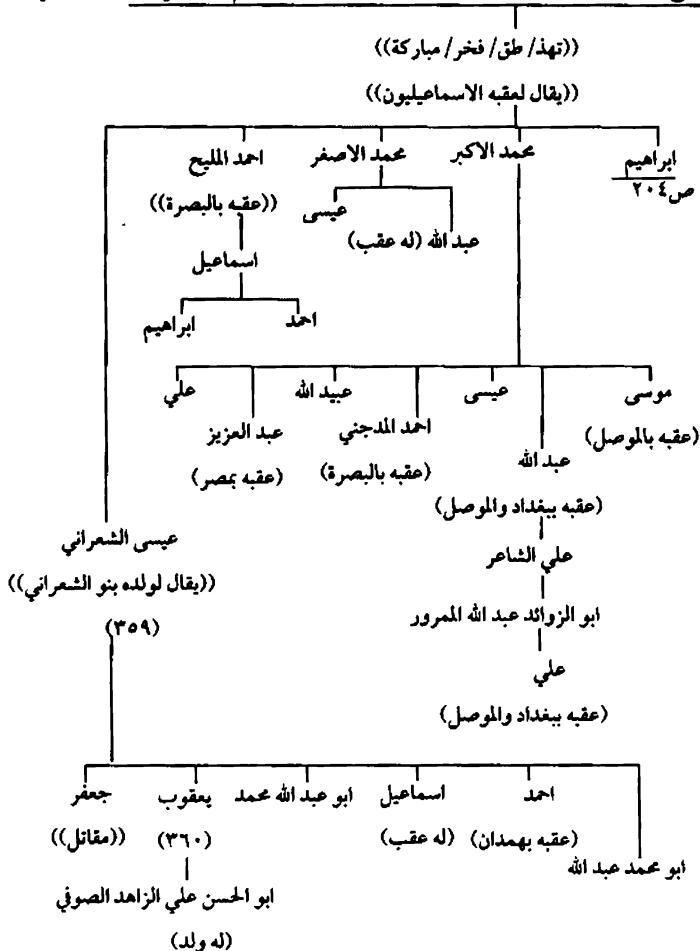 ((تهذ/ طق/ فخر/ مباركة))
((يقال لعقبه الاسماعيليون))
ابراهيم
ص٢٠٤
محمد الاكبر
محمد الاصغر
احمد المليح
((عقبه بالبصرة))
عيسى
عبد الله (له عقب)
اسماعيل
احمد
ابراهيم
موسى
(عقبه بالموصل)
عيسى
عبيد الله
علي
عبد الله
(عقبه ببغداد والموصل)
احمد المدجني
(عقبه بالبصرة)
عبد العزيز
(عقبه بمصر)
علي الشاعر
ابو الزوائد عبد الله الممرور
علي
(عقبه ببغداد والموصل)
عيسى الشعراني
((يقال لولده بنو الشعراني))
(٣٥٩)
احمد
(عقبه بهمدان)
اسماعيل
(له عقب)
ابو عبد الله محمد
يعقوب
(٣٦٠)
جعفر
((مقاتل))
ابو محمد عبد الله
ابو الحسن علي الزاهد الصوفي
(له ولد)